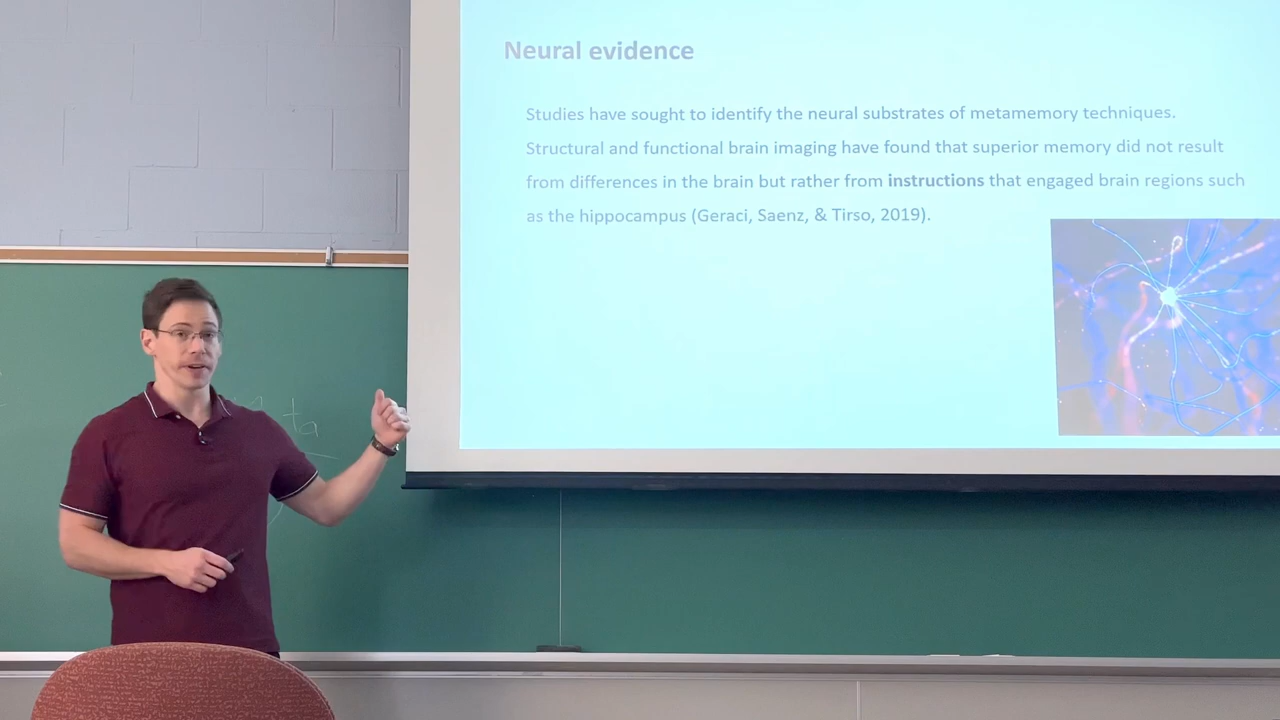 Neural evidence
Studies have sought to identify the neural substrates of metamemory techniques.
Structural and functional brain imaging have found that superior memory did not result
from differences in the brain but rather from instructions that engaged brain regions such
as the hippocampus (Geraci, Saenz, & Tirso, 2019).
ta